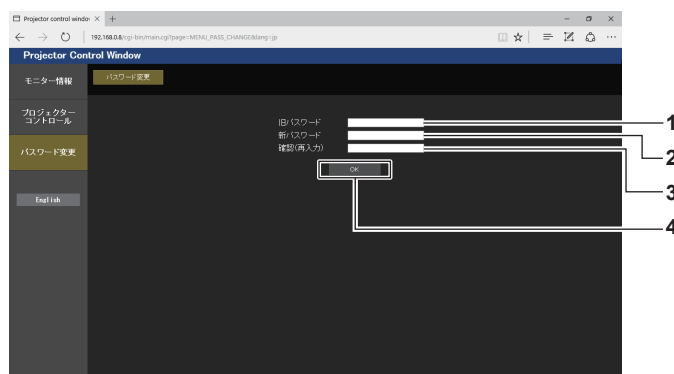 Projector control window
192.168.0.8/cgi-bin/main.cgi?page=MENU_PASS_CHANGE&lang=jp
Projector Control Window
モニター情報
パスワード変更
プロジェクター
コントロール
パスワード変更
English
旧パスワード
新パスワード
確認(再入力)
OK
1
2
3
4